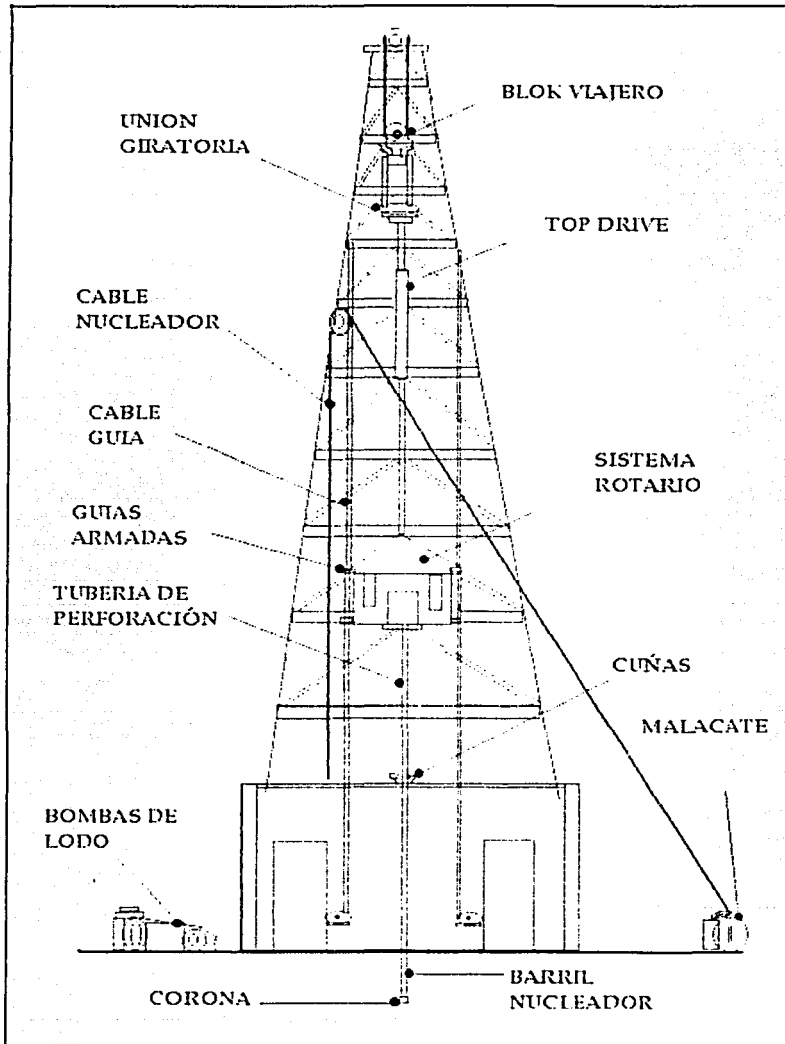 BLOK VIAJERO
UNION
GIRATORIA
TOP DRIVE
CABLE
NUCLEADOR
CABLE
GUIA
SISTEMA
ROTARIO
GUIAS
ARMADAS
TUBERIA DE
PERFORACIÓN
CUÑAS
MALACATE
BOMBAS DE
LODO
BARRIL
NUCLEADOR
CORONA